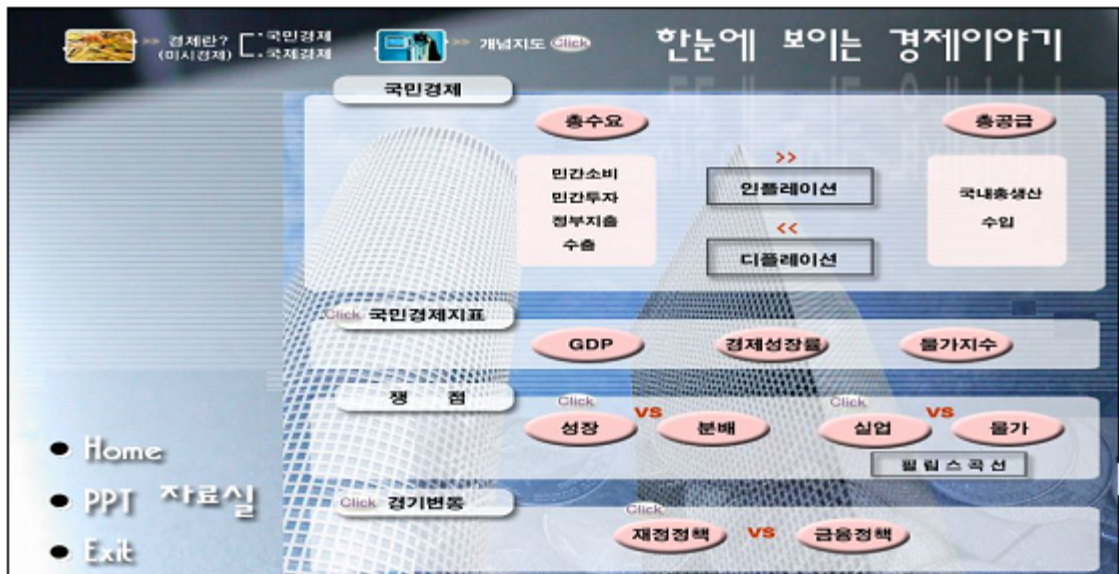 경제란?
(미시경제)
국민경제
국제경제
개념지도 Click
한눈에 보이는 경제이야기
국민경제
총수요
총공급
민간소비
민간투자
정부지출
수출
>>
인플레이션
<<
디플레이션
국내총생산
수입
Click 국민경제지표
GDP
경제성장률
물가지수
쟁 점
Click
성장 VS 분배
Click
실업 VS 물가
필립스곡선
Click 경기변동
Click
재정정책 VS 금융정책
Home
PPT 자료실
Exit